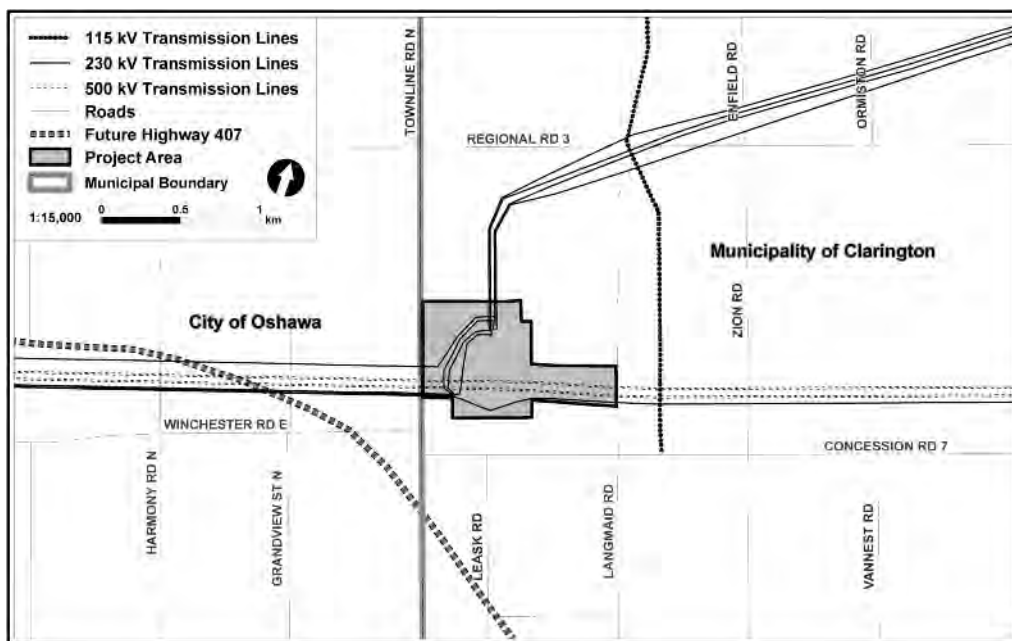 115 kV Transmission Lines
230 kV Transmission Lines
500 kV Transmission Lines
Roads
Future Highway 407
Project Area
Municipal Boundary
1:15,000
0 0.5 1
km
TOWNLINE RD N
ENFIELD RD
ORMISTON RD
REGIONAL RD 3
Municipality of Clarington
City of Oshawa
ZION RD
WINCHESTER RD E
CONCESSION RD 7
HARMONY RD N
GRANDVIEW ST N
LEASK RD
LANGMAID RD
VANNEST RD